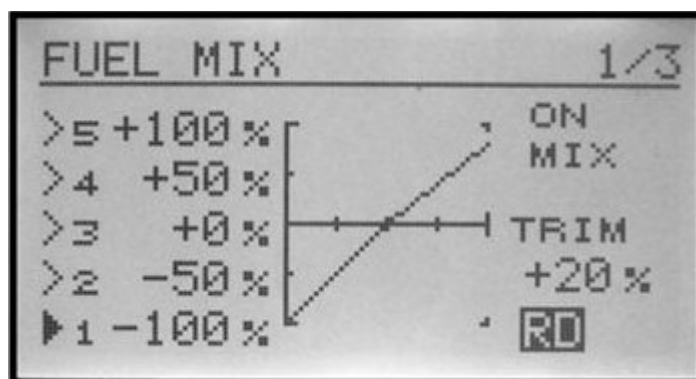 FUEL MIX 1/3
>5 +100% ON
>4 +50% MIX
>3 +0% TRIM
>2 -50% +20%
▶1 -100% RD